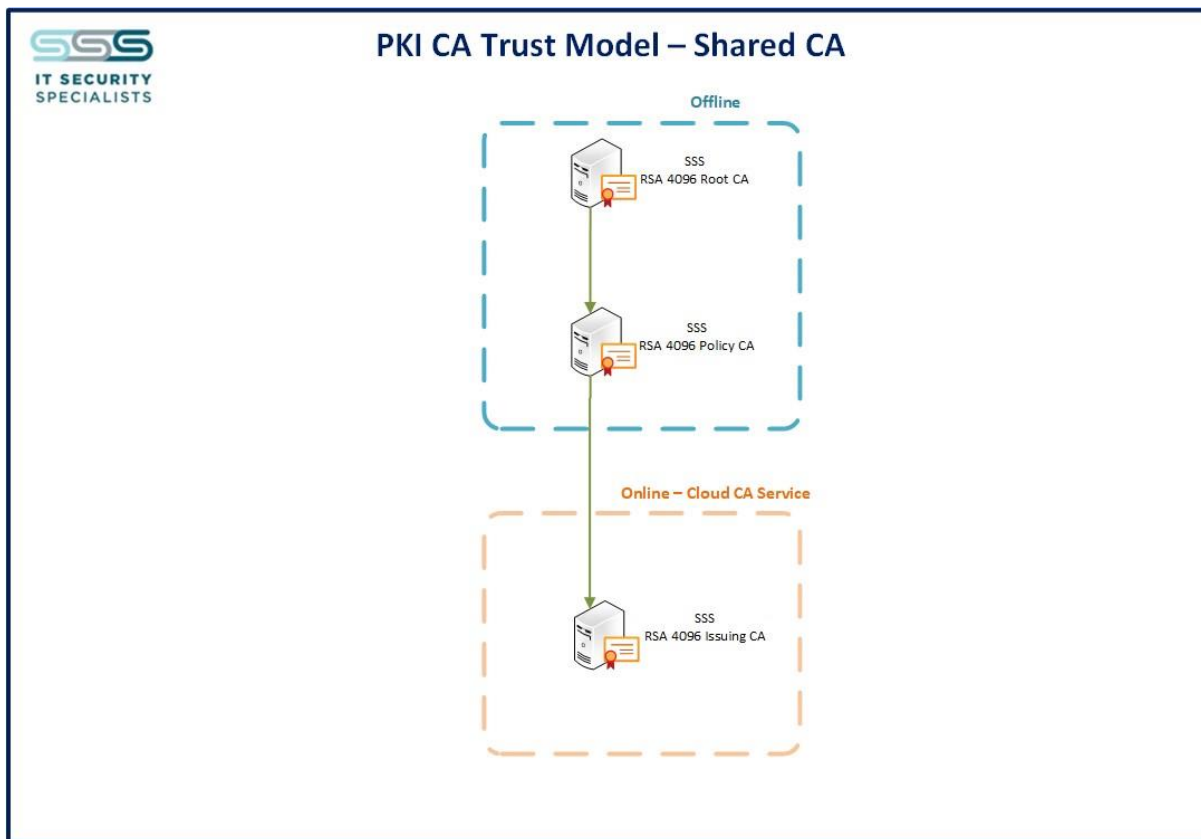 SSS
IT SECURITY
SPECIALISTS
PKI CA Trust Model – Shared CA
Offline
SSS
RSA 4096 Root CA
SSS
RSA 4096 Policy CA
Online – Cloud CA Service
SSS
RSA 4096 Issuing CA